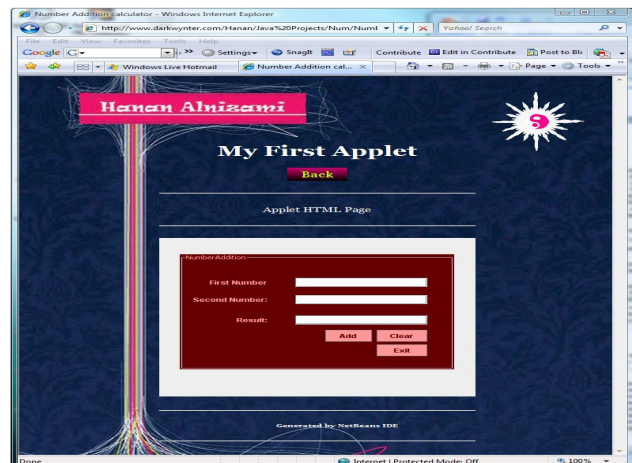 Number Addition calculator - Windows Internet Explorer
http://www.darkwynter.com/Hanan/Java%20Projects/Num/Numl
Yahoo! Search
File Edit View Favorites Tools Help
Google G Settings SnagIt Contribute Edit in Contribute Post to Blo
Windows Live Hotmail Number Addition cal... Page Tools
Hanan Alnizami
My First Applet
Back
Applet HTML Page
NumberAddition
First Number
Second Number:
Result:
Add Clear
Exit
Generated by NetBeans IDE
Done Internet | Protected Mode: Off 100%